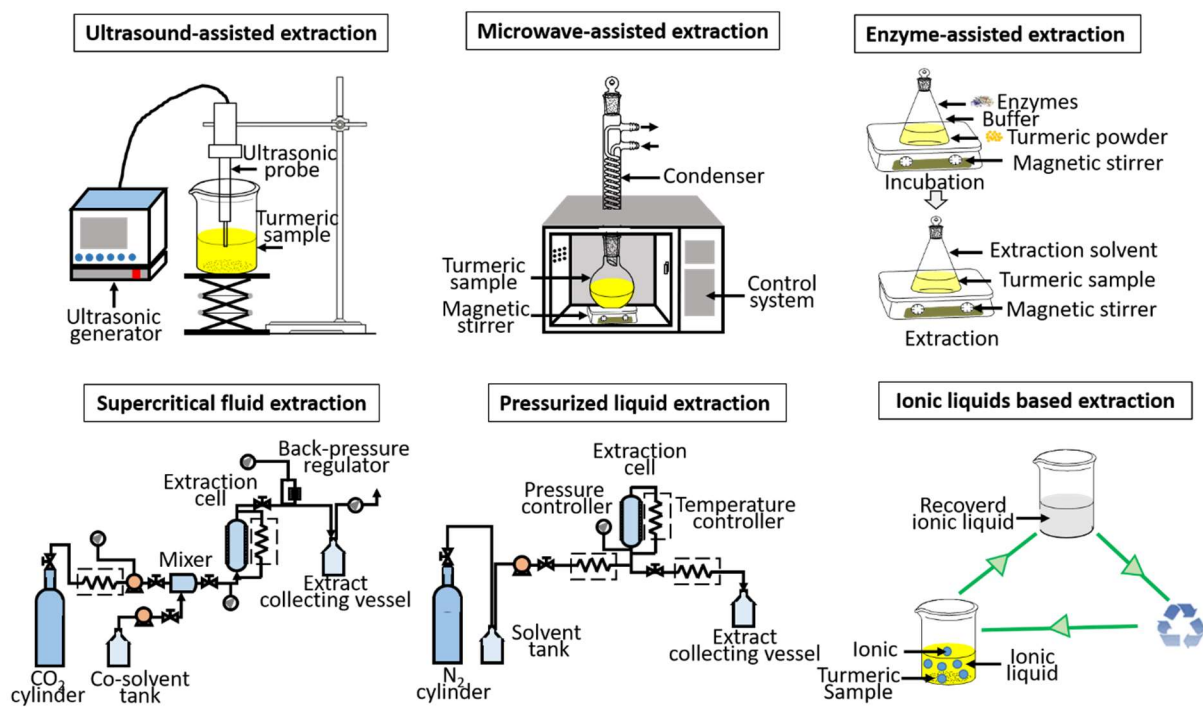 Ultrasound-assisted extraction
Ultrasonic
probe
Turmeric
sample
Ultrasonic
generator
Microwave-assisted extraction
Condenser
Turmeric
sample
Magnetic
stirrer
Control
system
Enzyme-assisted extraction
Enzymes
Buffer
Turmeric powder
Magnetic stirrer
Incubation
Extraction solvent
Turmeric sample
Magnetic stirrer
Extraction
Supercritical fluid extraction
Back-pressure
regulator
Extraction
cell
Mixer
Extract
collecting vessel
CO2
cylinder
Co-solvent
tank
Pressurized liquid extraction
Extraction
cell
Pressure
controller
Temperature
controller
Solvent
tank
Extract
collecting vessel
N2
cylinder
Ionic liquids based extraction
Recoverd
ionic liquid
Ionic
Ionic
liquid
Turmeric
Sample